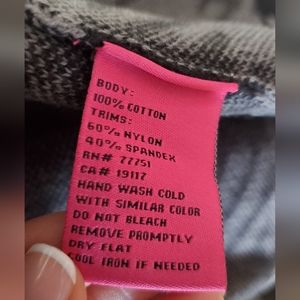 BODY:
100% COTTON
TRIMS:
60% NYLON
40% SPANDEX
RN# 77751
CA# 19117
HAND WASH COLD
WITH SIMILAR COLOR
DO NOT BLEACH
REMOVE PROMPTLY
DRY FLAT
COOL IRON IF NEEDED